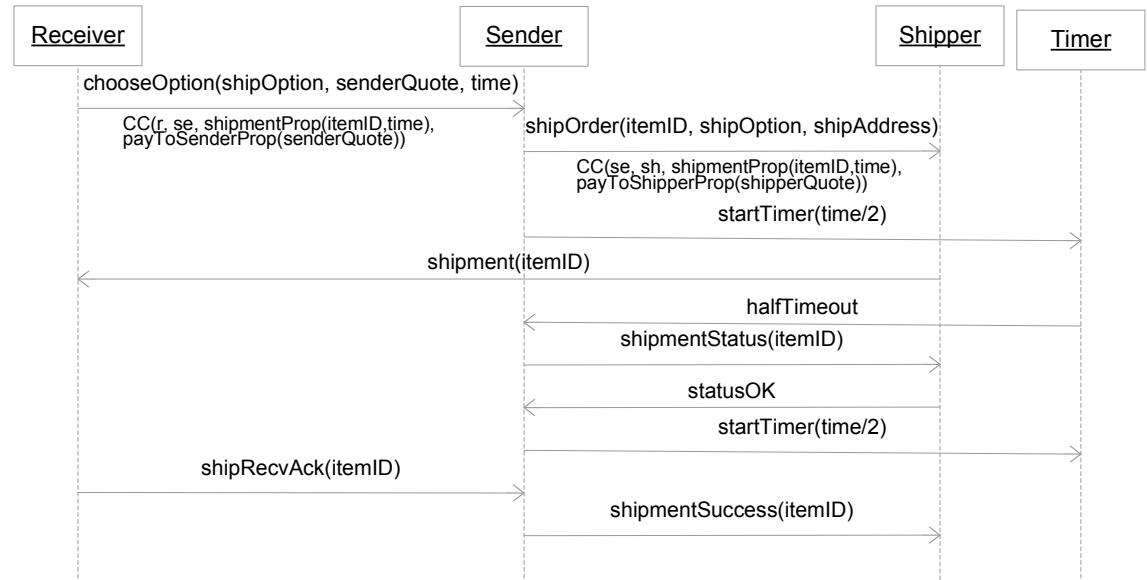 Receiver
Sender
Shipper
Timer
chooseOption(shipOption, senderQuote, time)
CC(r, se, shipmentProp(itemID,time),
payToSenderProp(senderQuote))
shipOrder(itemID, shipOption, shipAddress)
CC(se, sh, shipmentProp(itemID,time),
payToShipperProp(shipperQuote))
startTimer(time/2)
shipment(itemID)
halfTimeout
shipmentStatus(itemID)
statusOK
startTimer(time/2)
shipRecvAck(itemID)
shipmentSuccess(itemID)